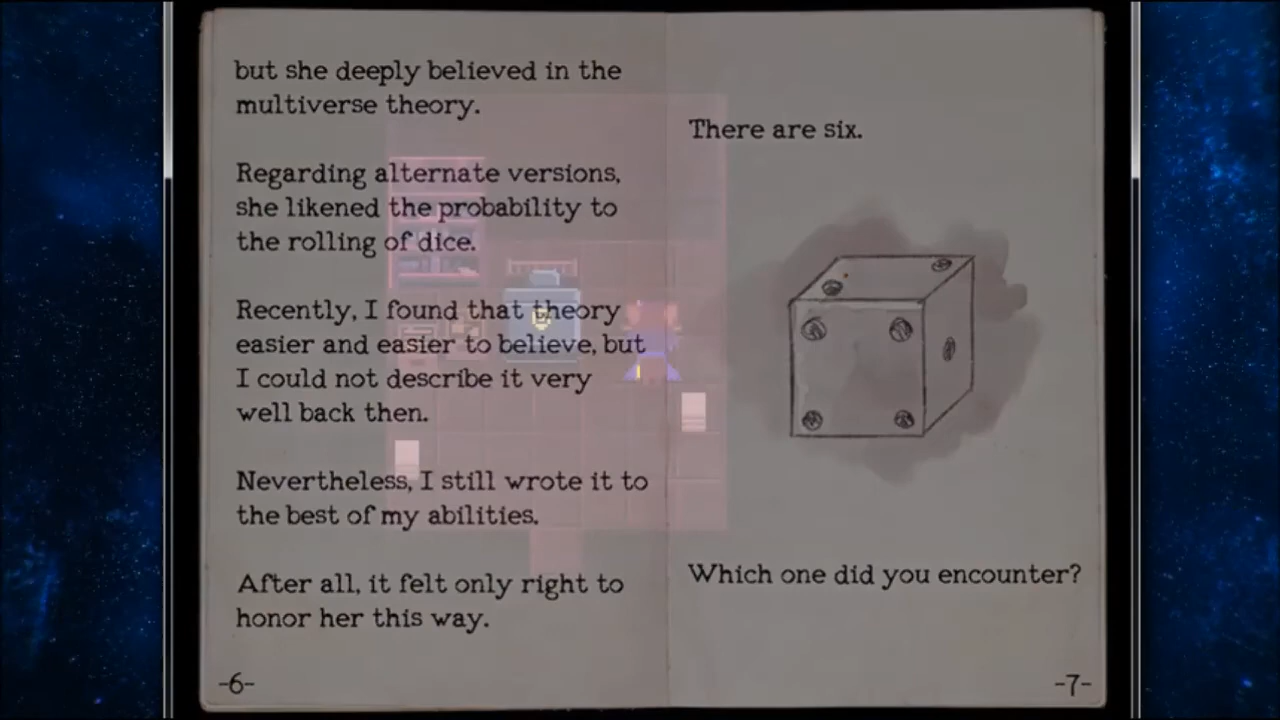 but she deeply believed in the
multiverse theory.
Regarding alternate versions,
she likened the probability to
the rolling of dice.
Recently, I found that theory
easier and easier to believe, but
I could not describe it very
well back then.
Nevertheless, I still wrote it to
the best of my abilities.
After all, it felt only right to
honor her this way.
-6-
There are six.
Which one did you encounter?
-7-